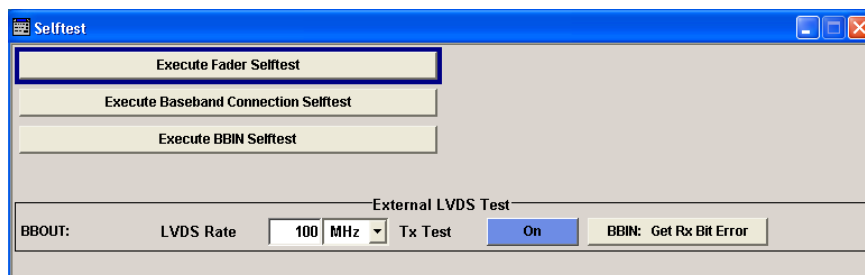 Selftest
Execute Fader Selftest
Execute Baseband Connection Selftest
Execute BBIN Selftest
External LVDS Test
BBOUT: LVDS Rate 100 MHz Tx Test On BBIN: Get Rx Bit Error